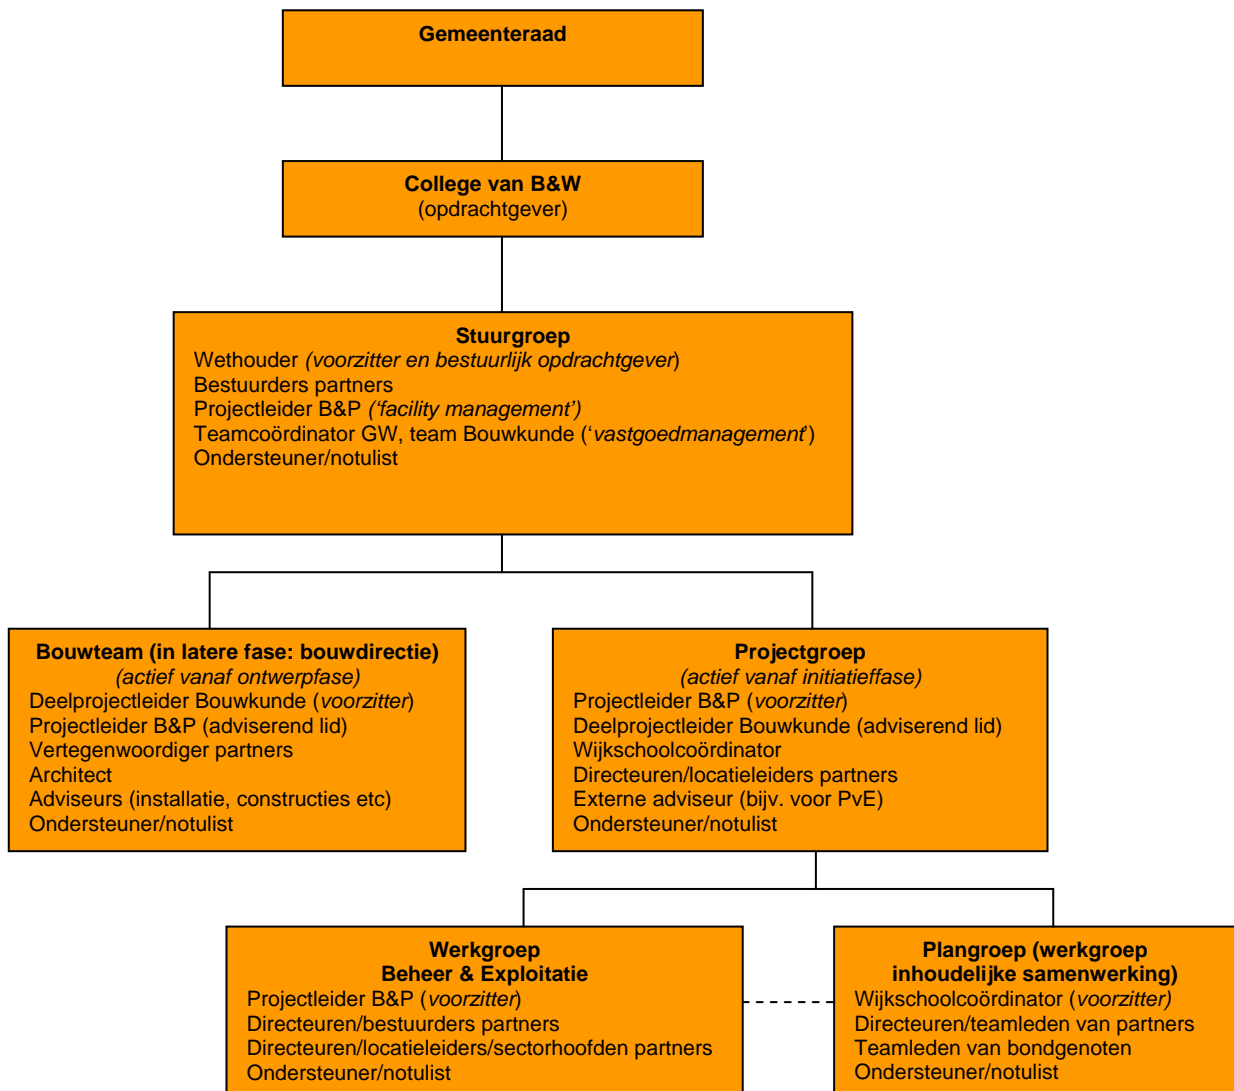 Gemeenteraad
College van B&W
(opdrachtgever)
Stuurgroep
Wethouder (voorzitter en bestuurlijk opdrachtgever)
Bestuurders partners
Projectleider B&P (‘facility management’)
Teamcoördinator GW, team Bouwkunde (‘vastgoedmanagement’)
Ondersteuner/notulist
Bouwteam (in latere fase: bouwdirectie)
(actief vanaf ontwerpfase)
Deelprojectleider Bouwkunde (voorzitter)
Projectleider B&P (adviserend lid)
Vertegenwoordiger partners
Architect
Adviseurs (installatie, constructies etc)
Ondersteuner/notulist
Projectgroep
(actief vanaf initiatieffase)
Projectleider B&P (voorzitter)
Deelprojectleider Bouwkunde (adviserend lid)
Wijkschoolcoördinator
Directeuren/locatieleiders partners
Externe adviseur (bijv. voor PvE)
Ondersteuner/notulist
Werkgroep
Beheer & Exploitatie
Projectleider B&P (voorzitter)
Directeuren/bestuurders partners
Directeuren/locatieleiders/sectorhoofden partners
Ondersteuner/notulist
Plangroep (werkgroep
inhoudelijke samenwerking)
Wijkschoolcoördinator (voorzitter)
Directeuren/teamleden van partners
Teamleden van bondgenoten
Ondersteuner/notulist